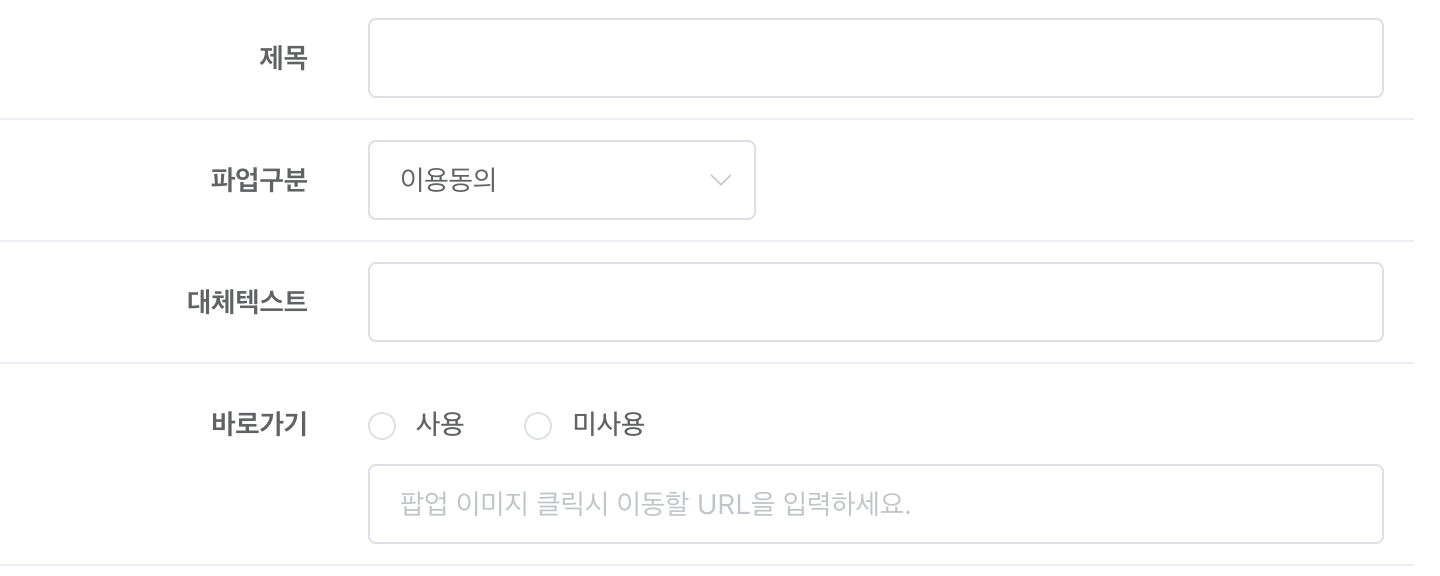 제목
파업구분
이용동의
대체텍스트
바로가기
사용 미사용
팝업 이미지 클릭시 이동할 URL을 입력하세요.